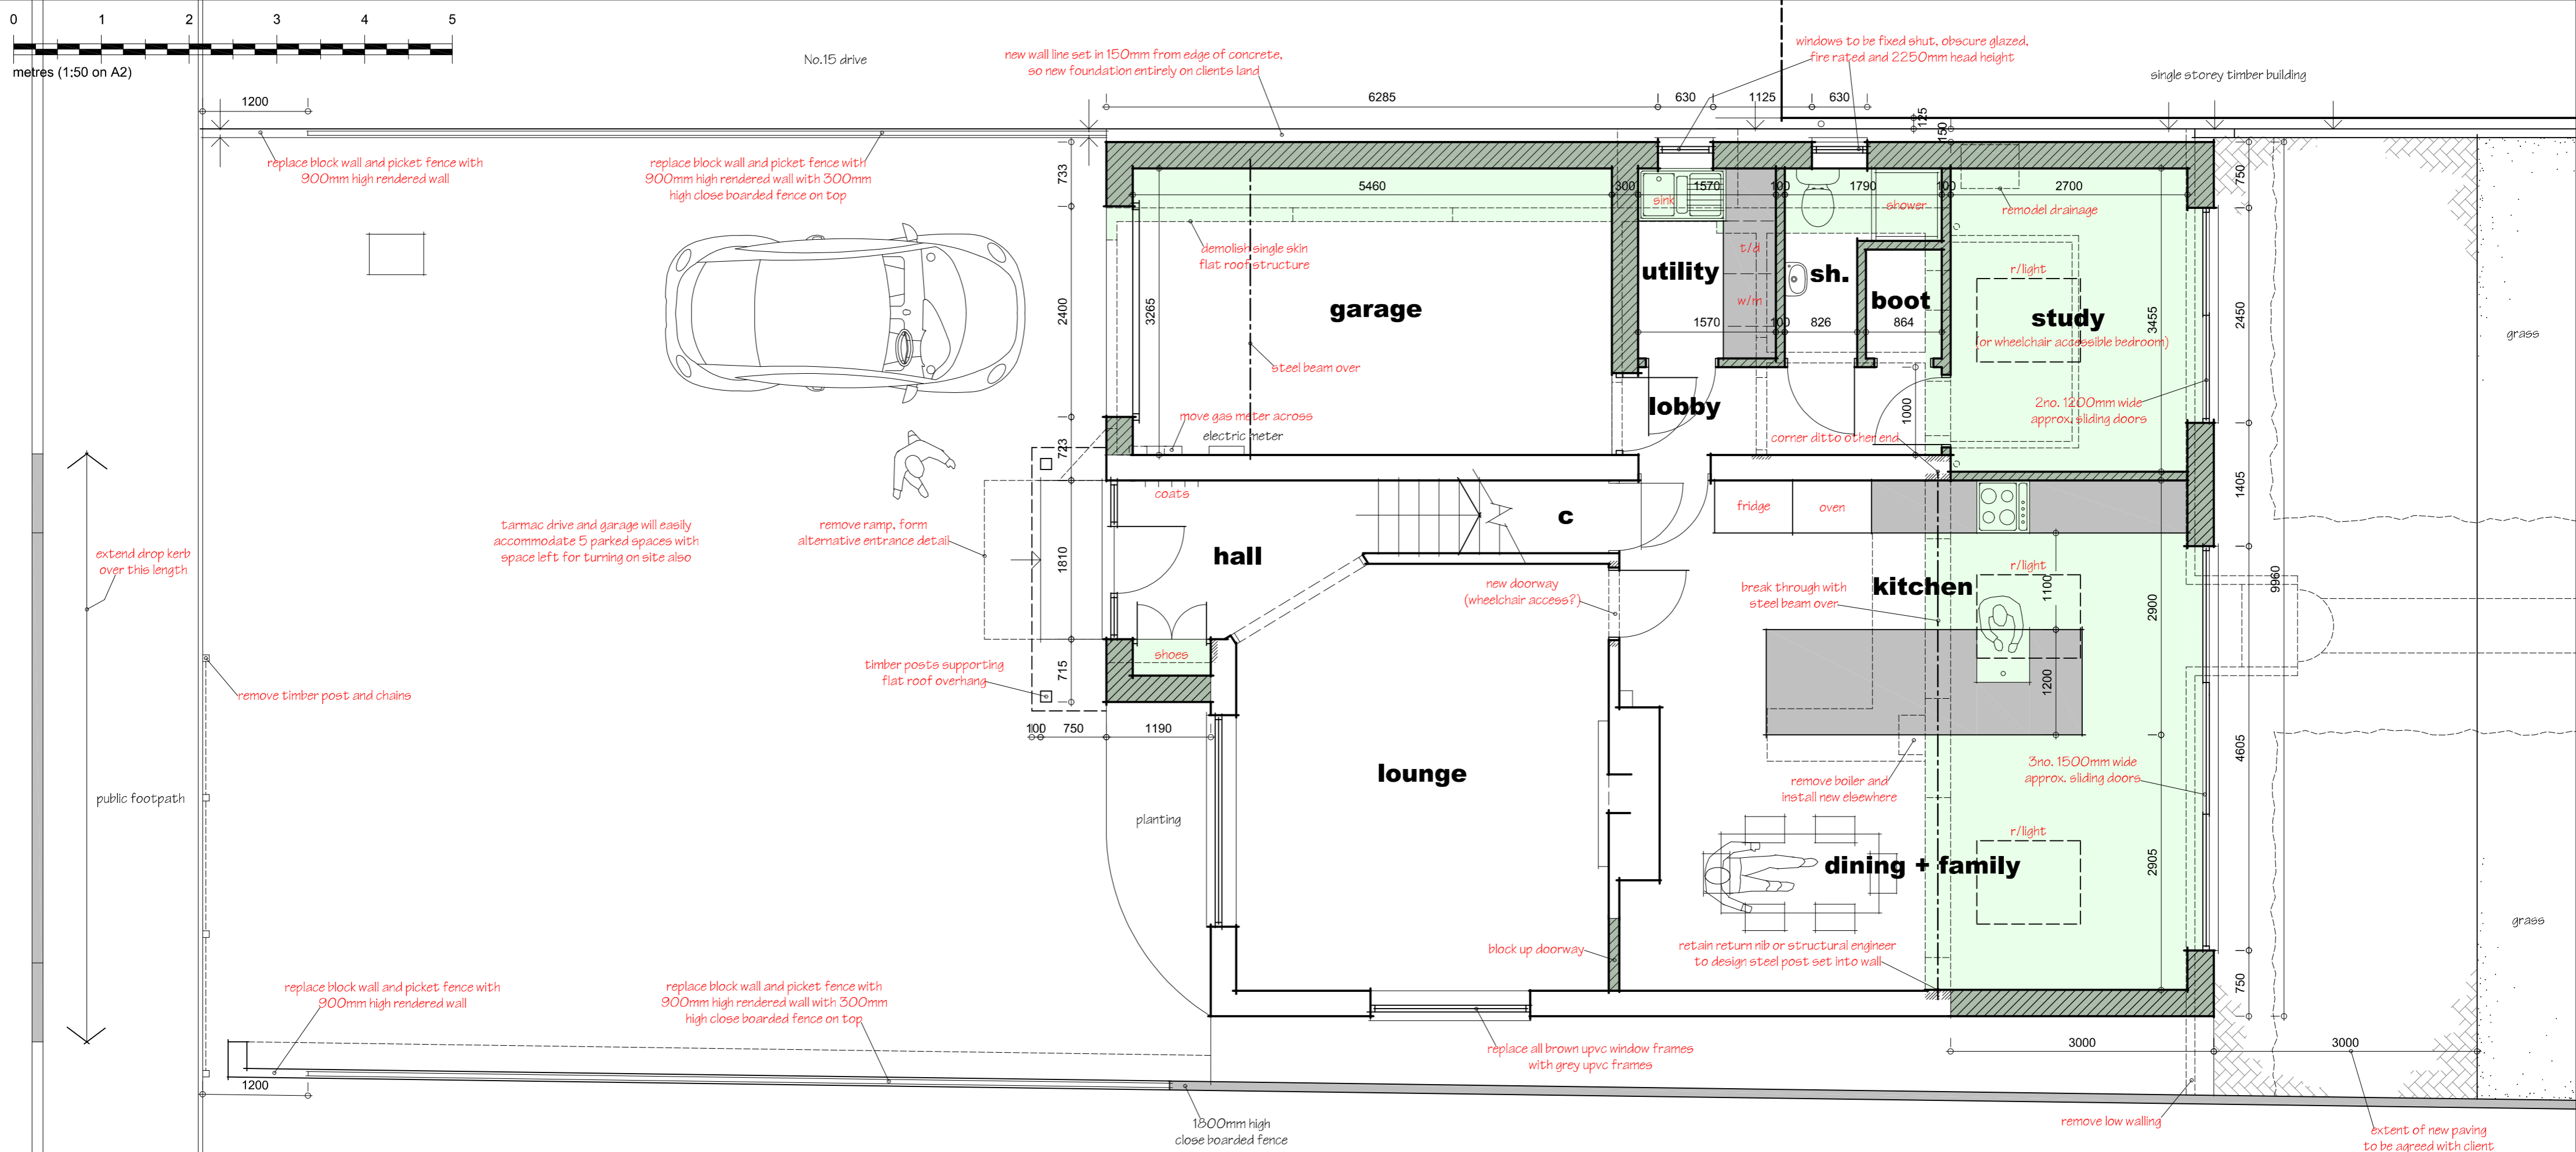 0 1 2 3 4 5
metres (1:50 on A2)
No.15 drive
new wall line set in 150mm from edge of concrete,
so new foundation entirely on clients land
windows to be fixed shut, obscure glazed,
fire rated and 2250mm head height
single storey timber building
1200
6285
630
1125
630
125
150
replace block wall and picket fence with
900mm high rendered wall
replace block wall and picket fence with
900mm high rendered wall with 300mm
high close boarded fence on top
733
2400
723
1810
715
5460
300
1570
100
1790
100
2700
750
sink
shower
remodel drainage
demolish single skin
flat roof structure
t/d
w/m
utility
sh.
boot
r/light
study
(or wheelchair accessible bedroom)
garage
3265
3455
2450
grass
1570
100
826
864
steel beam over
lobby
1000
2no. 1200mm wide
approx. sliding doors
move gas meter across
electric meter
corner ditto other end
coats
fridge
oven
1405
c
tarmac drive and garage will easily
accommodate 5 parked spaces with
space left for turning on site also
remove ramp, form
alternative entrance detail
extend drop kerb
over this length
hall
new doorway
(wheelchair access?)
break through with
steel beam over
kitchen
r/light
1100
2900
9960
1200
shoes
timber posts supporting
flat roof overhang
remove timber post and chains
100
750
1190
lounge
remove boiler and
install new elsewhere
3no. 1500mm wide
approx. sliding doors
4605
public footpath
planting
r/light
dining + family
2905
grass
block up doorway
retain return nib or structural engineer
to design steel post set into wall
750
replace block wall and picket fence with
900mm high rendered wall
replace block wall and picket fence with
900mm high rendered wall with 300mm
high close boarded fence on top
replace all brown upvc window frames
with grey upvc frames
3000
3000
1200
1800mm high
close boarded fence
remove low walling
extent of new paving
to be agreed with client